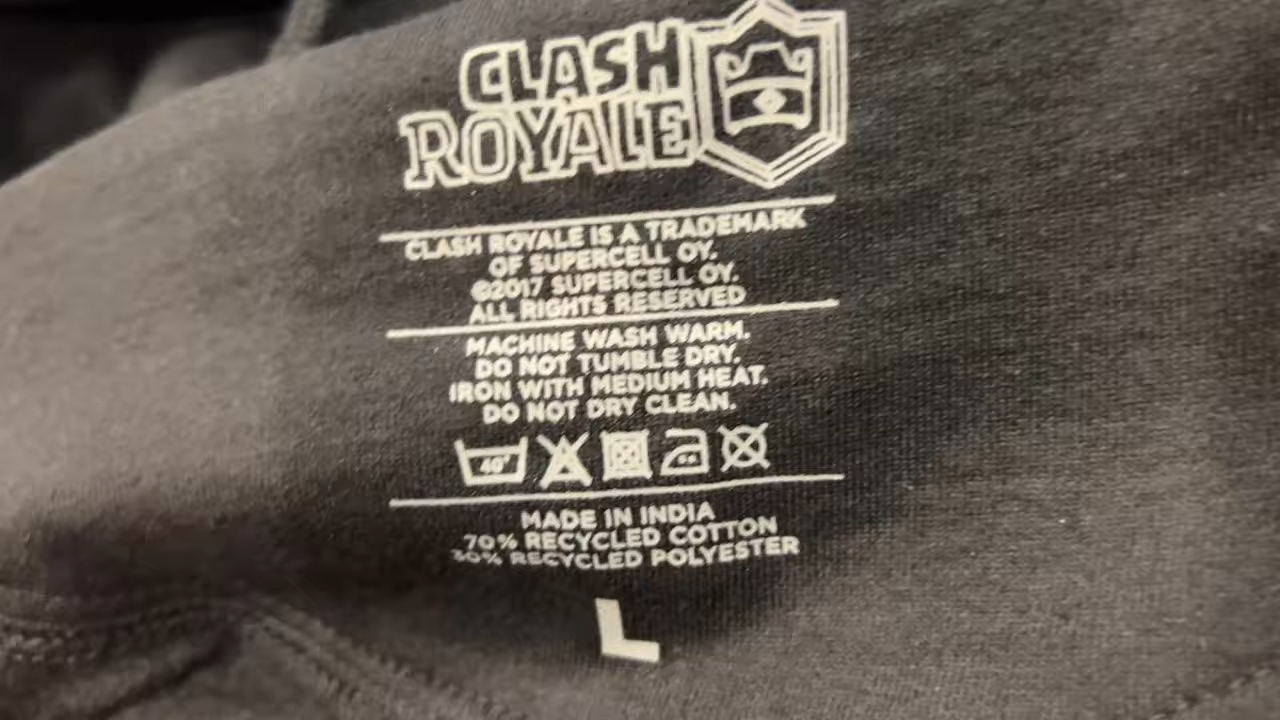 CLASH
ROYALE
CLASH ROYALE IS A TRADEMARK
OF SUPERCELL OY.
©2017 SUPERCELL OY.
ALL RIGHTS RESERVED
MACHINE WASH WARM.
DO NOT TUMBLE DRY.
IRON WITH MEDIUM HEAT.
DO NOT DRY CLEAN.
40°
MADE IN INDIA
70% RECYCLED COTTON
30% RECYCLED POLYESTER
L